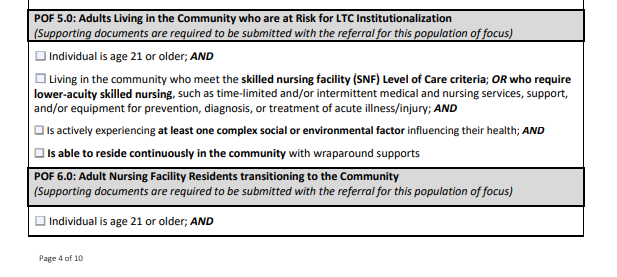 POF 5.0: Adults Living in the Community who are at Risk for LTC Institutionalization
(Supporting documents are required to be submitted with the referral for this population of focus)
☐ Individual is age 21 or older; AND
☐ Living in the community who meet the skilled nursing facility (SNF) Level of Care criteria; OR who require
lower-acuity skilled nursing, such as time-limited and/or intermittent medical and nursing services, support,
and/or equipment for prevention, diagnosis, or treatment of acute illness/injury; AND
☐ Is actively experiencing at least one complex social or environmental factor influencing their health; AND
☐ Is able to reside continuously in the community with wraparound supports
POF 6.0: Adult Nursing Facility Residents transitioning to the Community
(Supporting documents are required to be submitted with the referral for this population of focus)
☐ Individual is age 21 or older; AND
Page 4 of 10